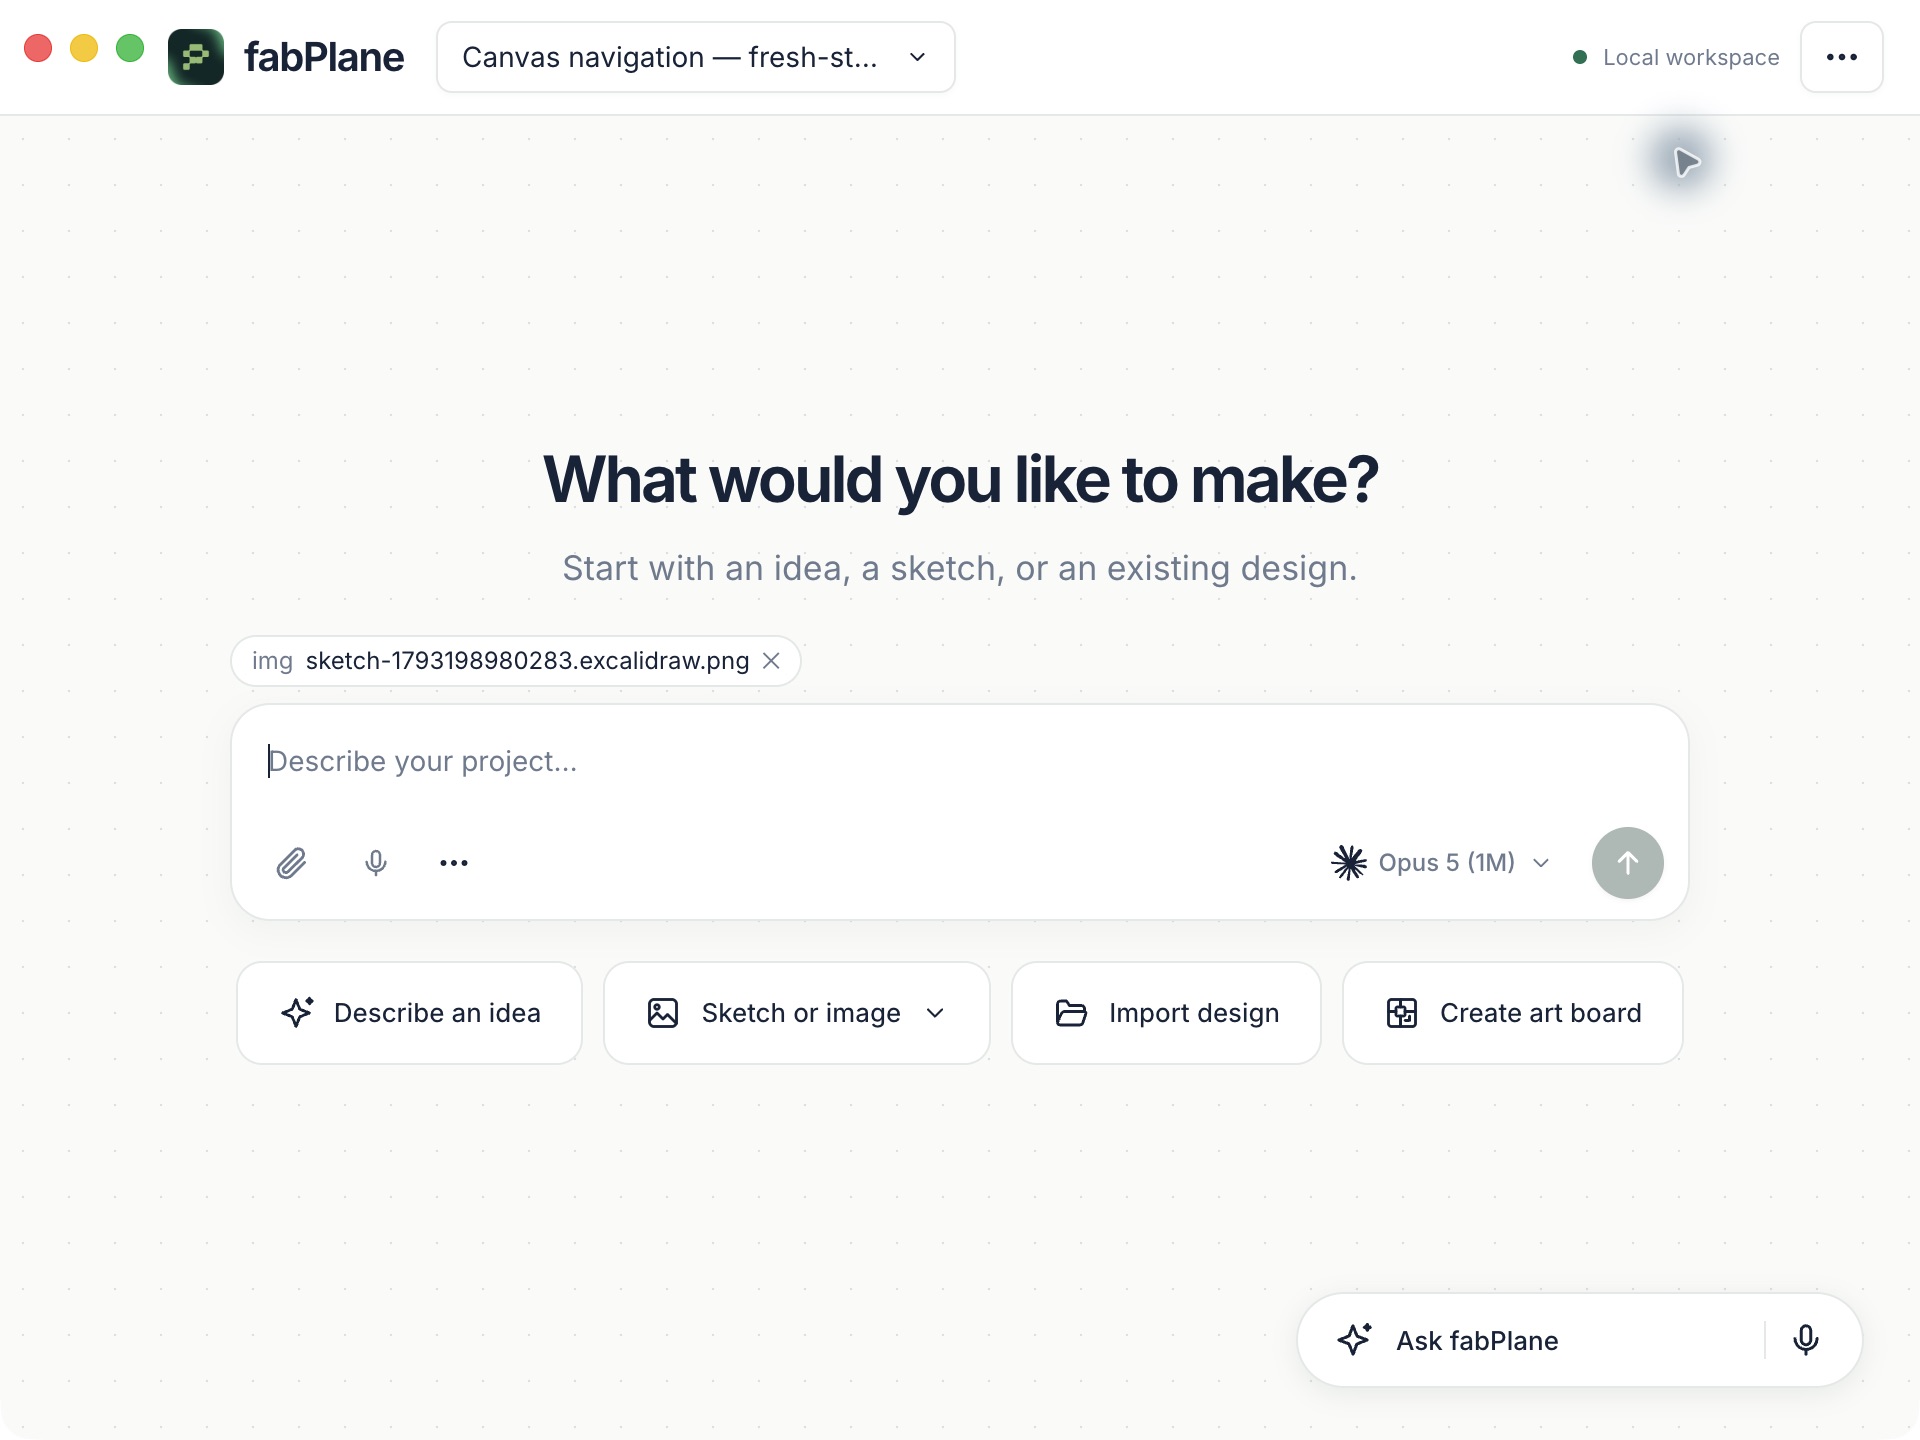 fabPlane
Canvas navigation — fresh-st...
Local workspace
What would you like to make?
Start with an idea, a sketch, or an existing design.
img sketch-1793198980283.excalidraw.png
Describe your project...
Opus 5 (1M)
Describe an idea
Sketch or image
Import design
Create art board
Ask fabPlane